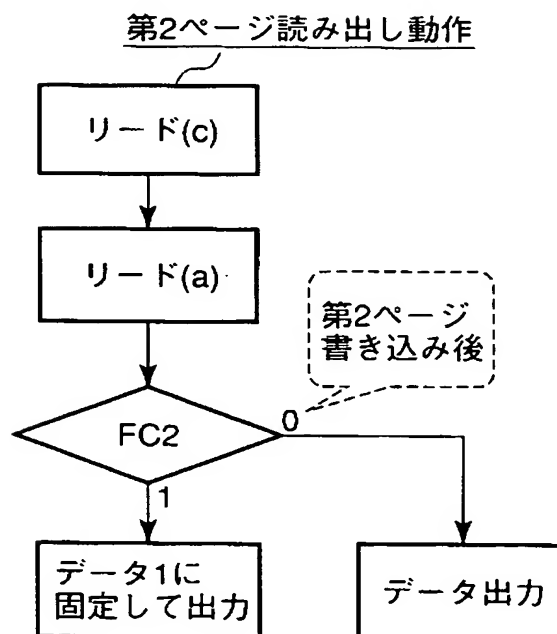 第2ページ読み出し動作
リード(c)
リード(a)
第2ページ
書き込み後
FC2
0
1
データ1に
固定して出力
データ出力